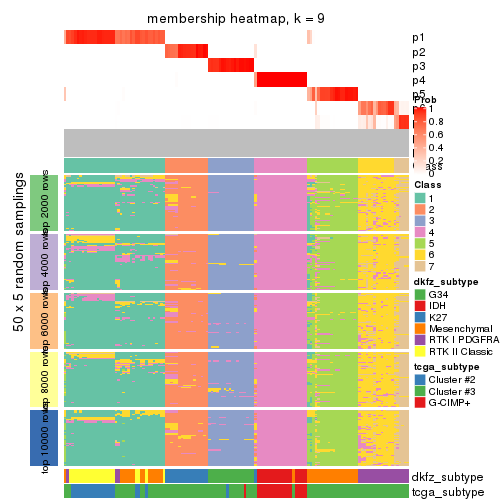 membership heatmap, k = 9
p1
p2
p3
p4
p5
Prob
1
0.8
0.6
0.4
0.2
0
Class
1
2
3
4
5
6
7
50 x 5 random samplings
top 2000 rows
top 4000 rows
top 6000 rows
top 8000 rows
top 10000 rows
dkfz_subtype
G34
IDH
K27
Mesenchymal
RTK I PDGFRA
RTK II Classic
tcga_subtype
Cluster #2
Cluster #3
G-CIMP+
dkfz_subtype
tcga_subtype